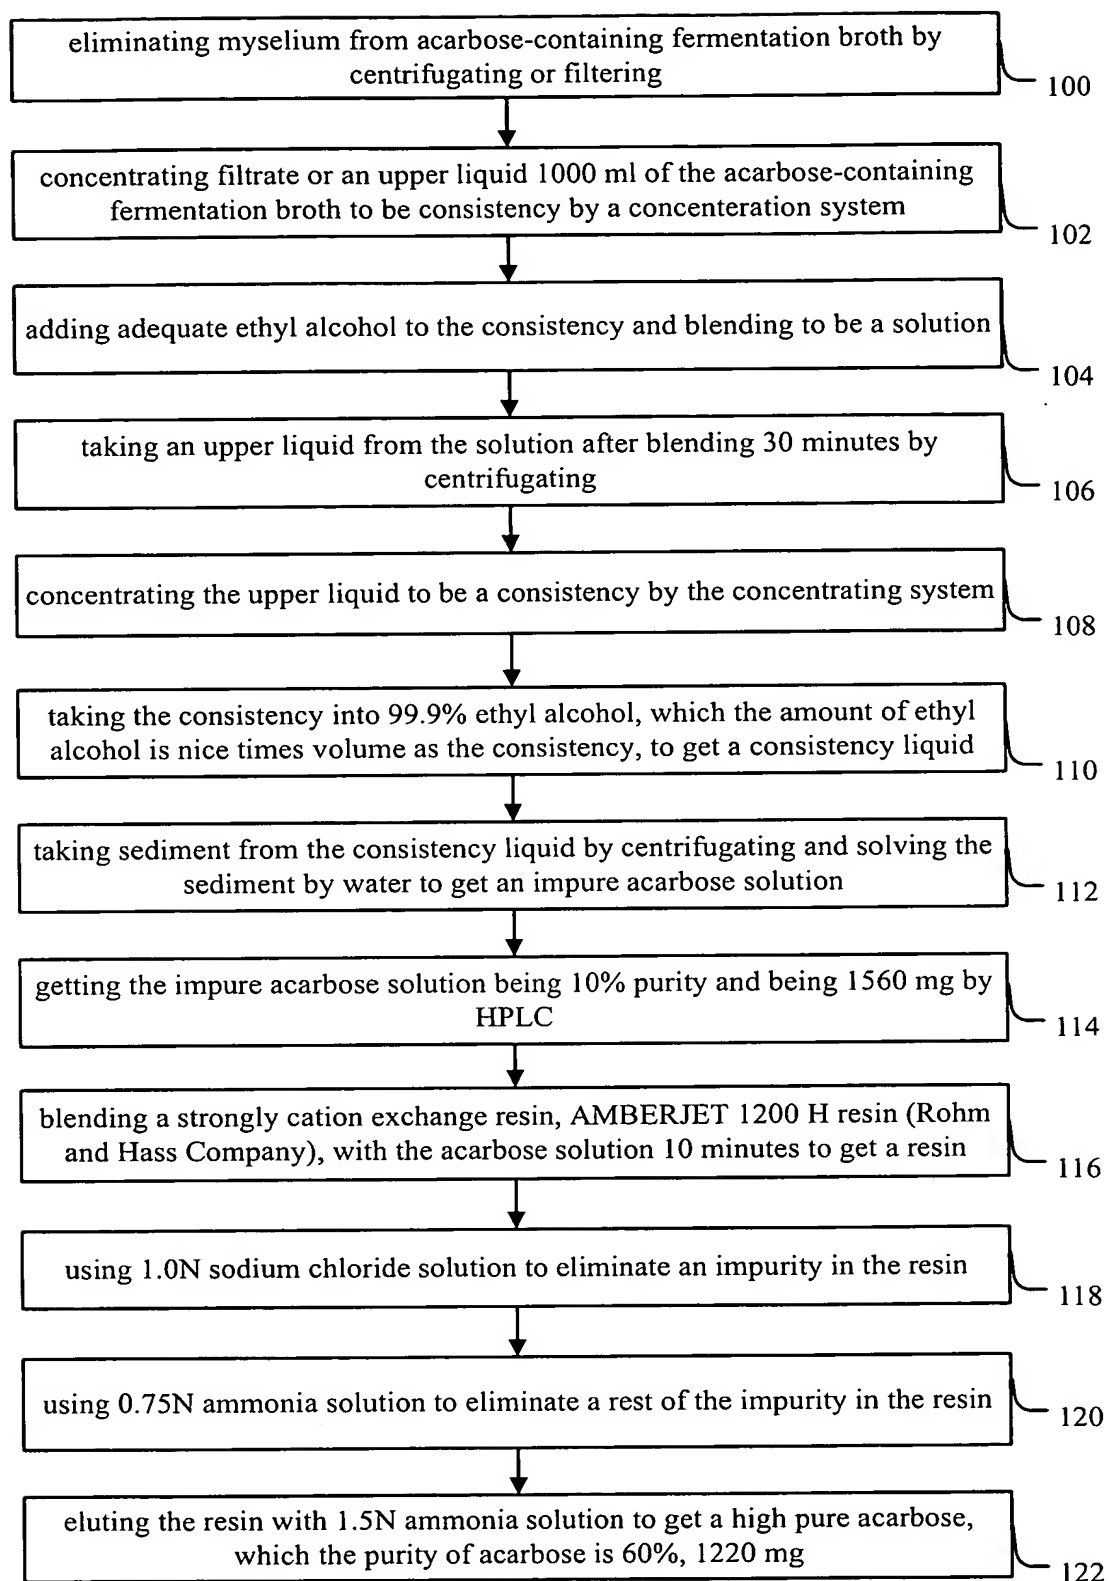 eliminating myselium from acarbose-containing fermentation broth by
centrifugating or filtering
100
concentrating filtrate or an upper liquid 1000 ml of the acarbose-containing
fermentation broth to be consistency by a concenteration system
102
adding adequate ethyl alcohol to the consistency and blending to be a solution
104
taking an upper liquid from the solution after blending 30 minutes by
centrifugating
106
concentrating the upper liquid to be a consistency by the concentrating system
108
taking the consistency into 99.9% ethyl alcohol, which the amount of ethyl
alcohol is nice times volume as the consistency, to get a consistency liquid
110
taking sediment from the consistency liquid by centrifugating and solving the
sediment by water to get an impure acarbose solution
112
getting the impure acarbose solution being 10% purity and being 1560 mg by
HPLC
114
blending a strongly cation exchange resin, AMBERJET 1200 H resin (Rohm
and Hass Company), with the acarbose solution 10 minutes to get a resin
116
using 1.0N sodium chloride solution to eliminate an impurity in the resin
118
using 0.75N ammonia solution to eliminate a rest of the impurity in the resin
120
eluting the resin with 1.5N ammonia solution to get a high pure acarbose,
which the purity of acarbose is 60%, 1220 mg
122